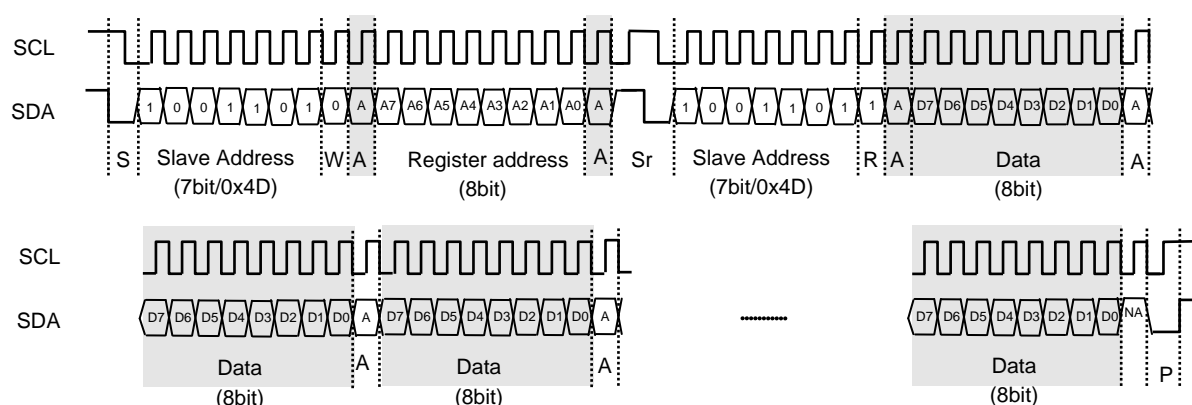 SCL
SDA
1 0 0 1 1 0 1 0 A A7 A6 A5 A4 A3 A2 A1 A0 A 1 0 0 1 1 0 1 1 A D7 D6 D5 D4 D3 D2 D1 D0 A
S Slave Address W A Register address A Sr Slave Address R A Data A
(7bit/0x4D) (8bit) (7bit/0x4D) (8bit)
SCL
SDA
D7 D6 D5 D4 D3 D2 D1 D0 A D7 D6 D5 D4 D3 D2 D1 D0 A D7 D6 D5 D4 D3 D2 D1 D0 NA
Data A Data A Data P
(8bit) (8bit) (8bit)